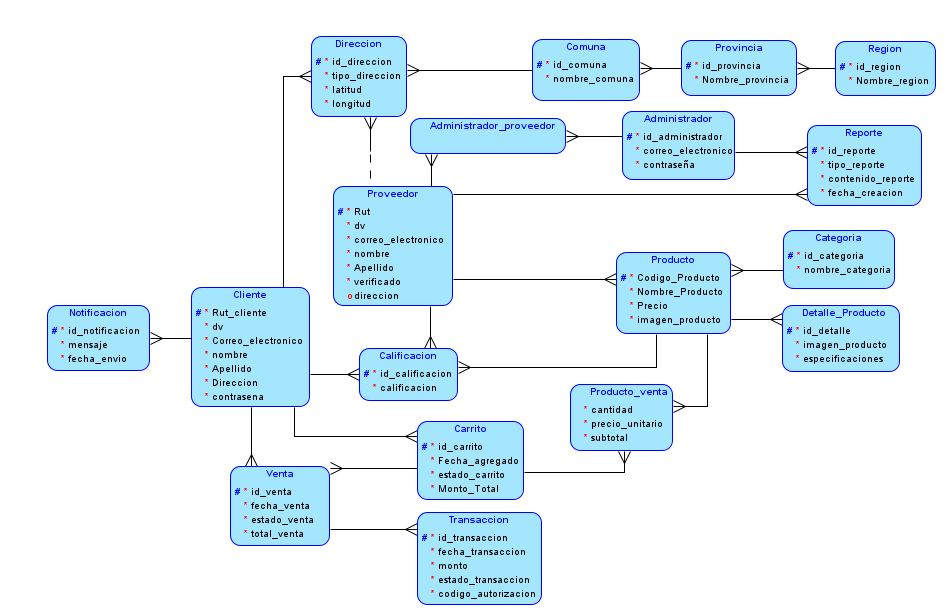 Direccion
# * id_direccion
* tipo_direccion
* latitud
* longitud
Comuna
# * id_comuna
* nombre_comuna
Provincia
# * id_provincia
* Nombre_provincia
Region
# * id_region
* Nombre_region
Administrador_proveedor
Administrador
# * id_administrador
* correo_electronico
* contraseña
Reporte
# * id_reporte
* tipo_reporte
* contenido_reporte
* fecha_creacion
Proveedor
# * Rut
* dv
* correo_electronico
* nombre
* Apellido
* verificado
o direccion
Producto
# * Codigo_Producto
* Nombre_Producto
* Precio
* imagen_producto
Categoria
# * id_categoria
* nombre_categoria
Detalle_Producto
# * id_detalle
* imagen_producto
* especificaciones
Notificacion
# * id_notificacion
* mensaje
* fecha_envio
Cliente
# * Rut_cliente
* dv
* Correo_electronico
* nombre
* Apellido
* Direccion
* contrasena
Calificacion
# * id_calificacion
* calificacion
Producto_venta
* cantidad
* precio_unitario
* subtotal
Carrito
# * id_carrito
* Fecha_agregado
* estado_carrito
* Monto_Total
Venta
# * id_venta
* fecha_venta
* estado_venta
* total_venta
Transaccion
# * id_transaccion
* fecha_transaccion
* monto
* estado_transaccion
* codigo_autorizacion